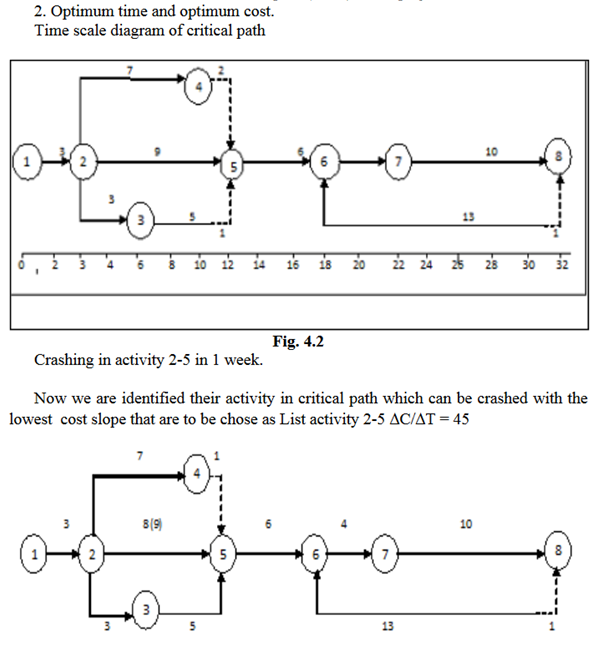 2. Optimum time and optimum cost.
Time scale diagram of critical path
7 2
4
3 9 6 10
1 2 5 6 7 8
3
3 5 13
1 1
0 , 2 3 4 6 8 10 12 14 16 18 20 22 24 26 28 30 32
Fig. 4.2
Crashing in activity 2-5 in 1 week.
Now we are identified their activity in critical path which can be crashed with the
lowest cost slope that are to be chose as List activity 2-5 ΔC/ΔT = 45
7 1
4
3 8(9) 6 4 10
1 2 5 6 7 8
3
3 5 13 1